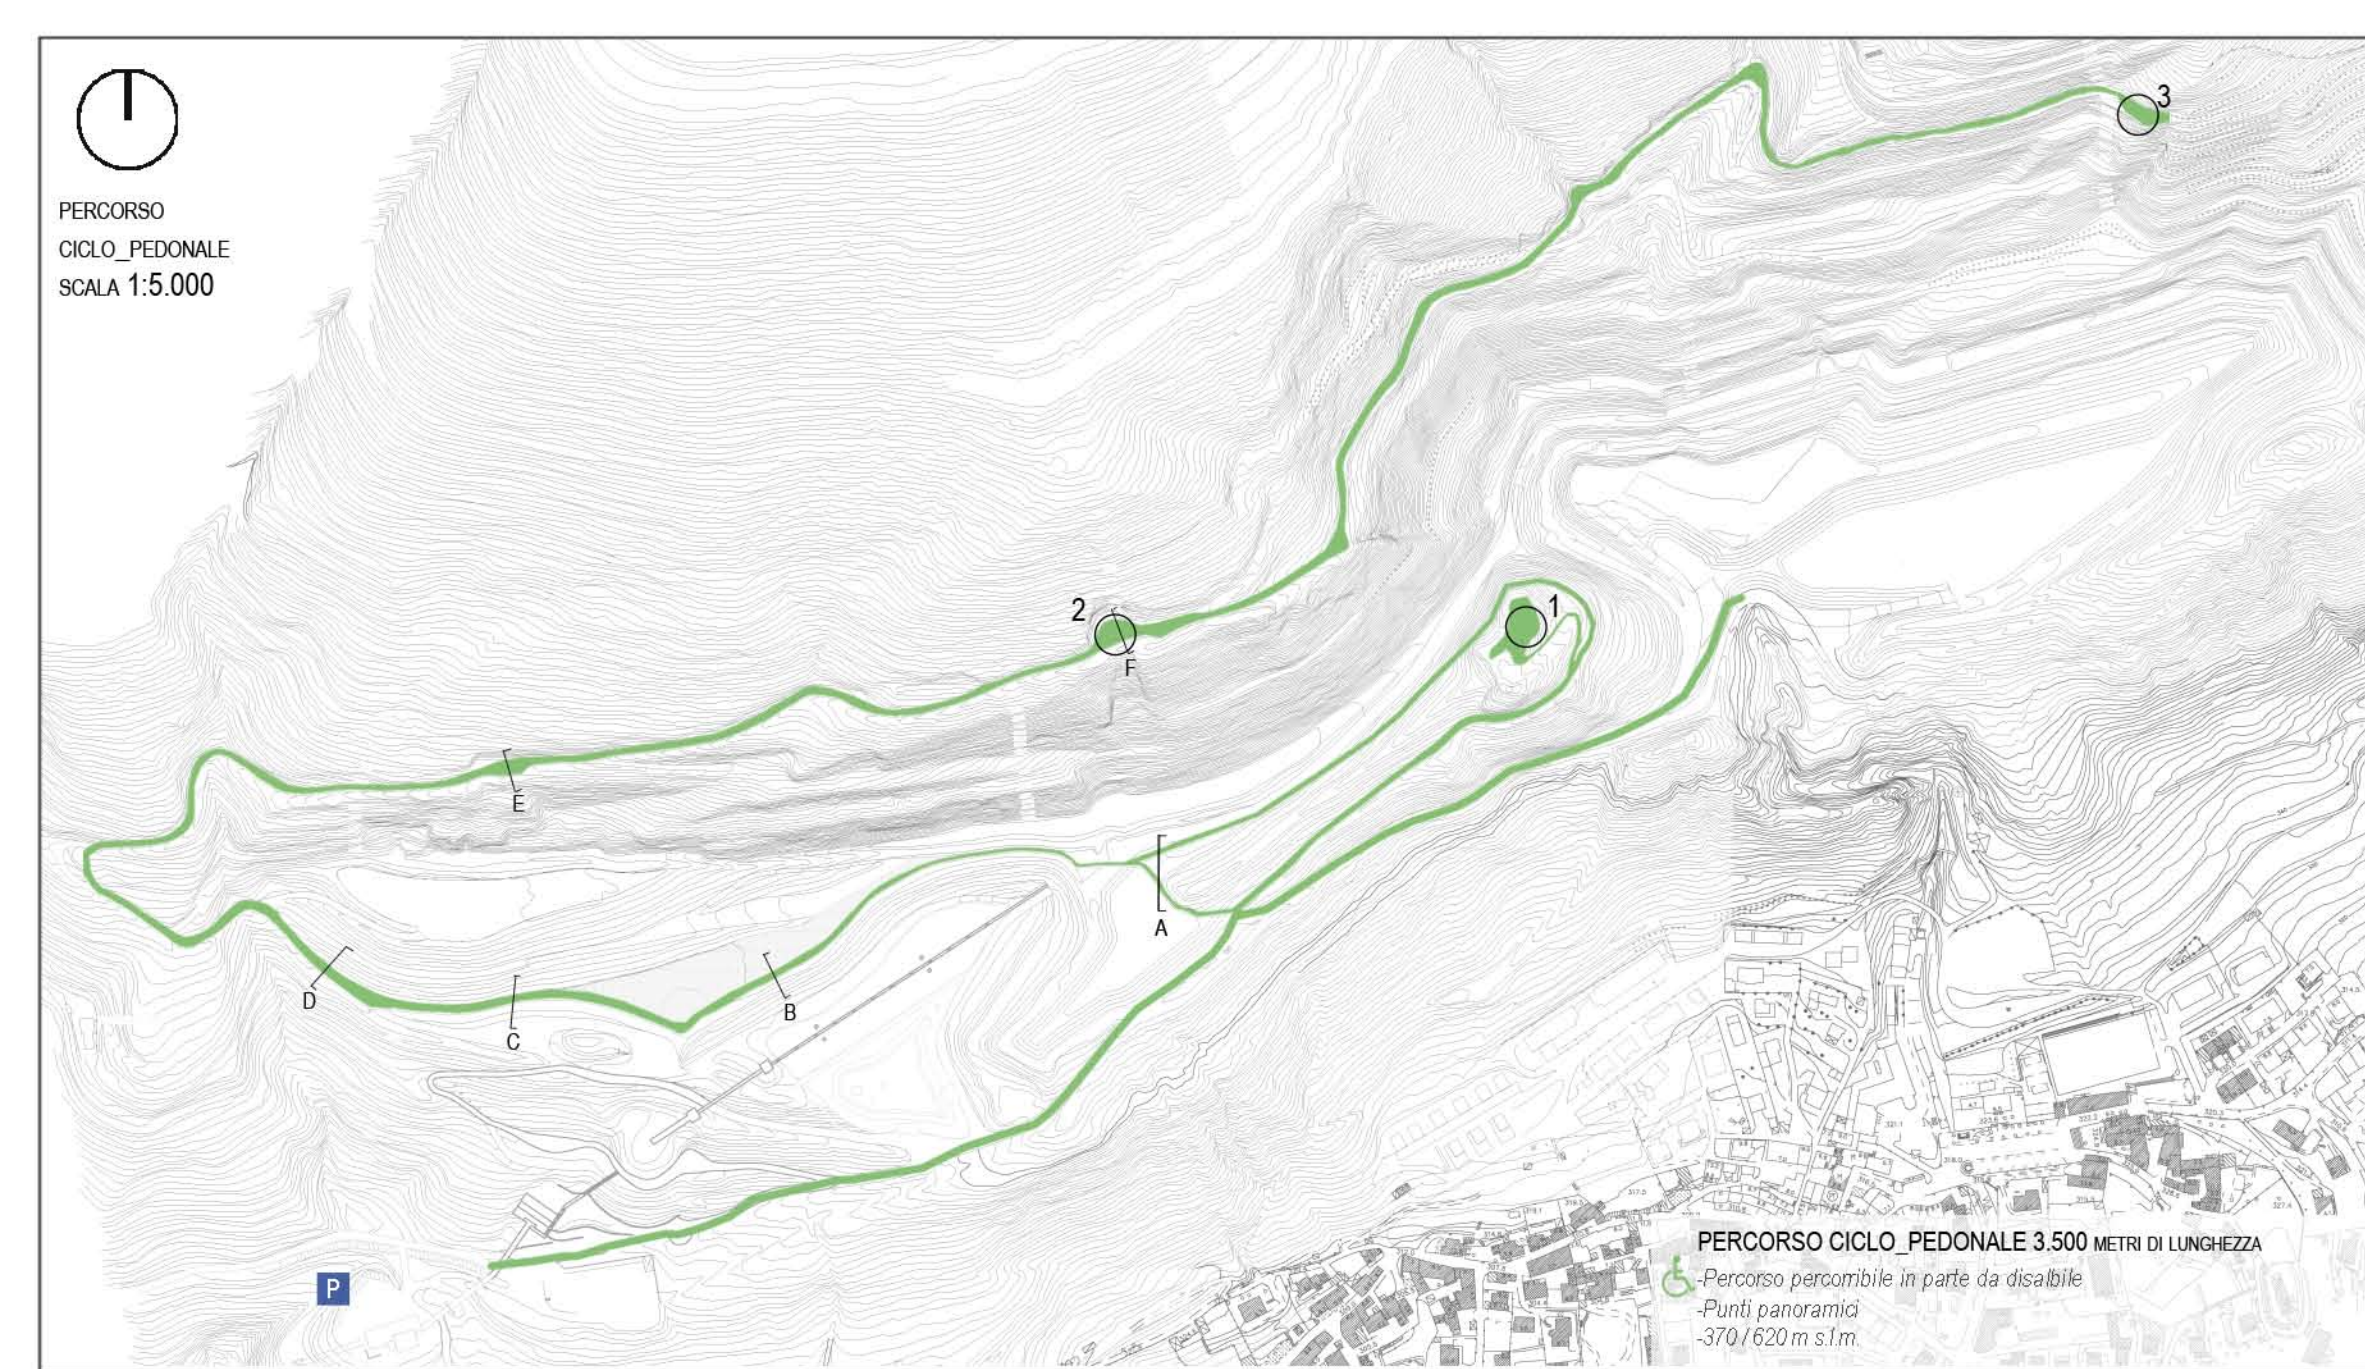 PERCORSO
CICLO_PEDONALE
SCALA 1:5.000
3
1
2
F
E
A
D
B
C
P
PERCORSO CICLO_PEDONALE 3.500 METRI DI LUNGHEZZA
-Percorso percorribile in parte da disalbile
-Punti panoramici
-370 / 620 m s.l.m.